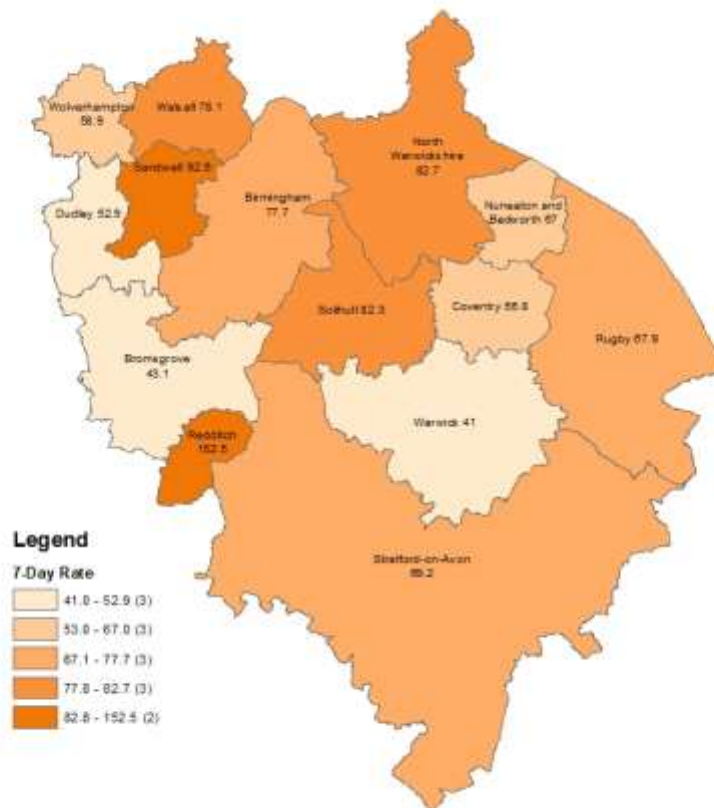 Wolverhampton
58.9
Walsall 78.1
North
Warwickshire
82.7
Sandwell 92.8
Birmingham
77.7
Nuneaton and
Bedworth 67
Dudley 52.9
Solihull 82.3
Coventry
Rugby 67.9
Bromsgrove
43.1
Warwick 41
Redditch
152.5
Stratford-on-Avon
69.2
Legend
7-Day Rate
41.0 - 52.9 (3)
53.0 - 67.0 (3)
67.1 - 77.7 (3)
77.8 - 82.7 (3)
82.8 - 152.5 (2)